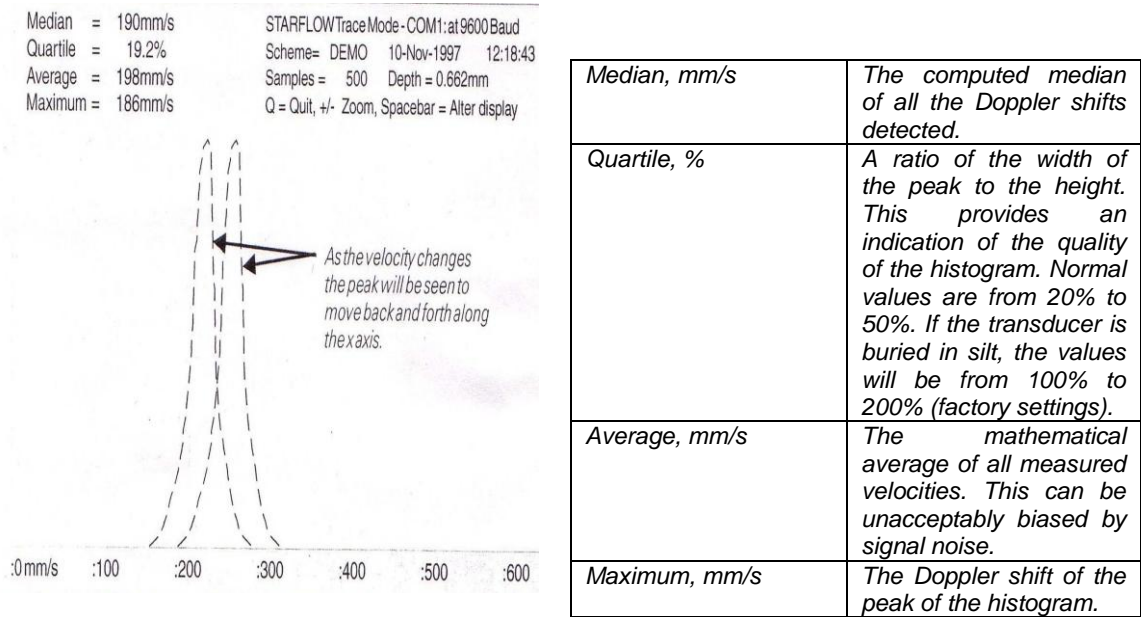 Median = 190mm/s
Quartile = 19.2%
Average = 198mm/s
Maximum = 186mm/s
STARFLOW Trace Mode - COM1: at 9600 Baud
Scheme= DEMO 10-Nov-1997 12:18:43
Samples = 500 Depth = 0.662mm
Q = Quit, +/- Zoom, Spacebar = Alter display
As the velocity changes
the peak will be seen to
move back and forth along
the x axis.
:0mm/s :100 :200 :300 :400 :500 :600
Median, mm/s
The computed median
of all the Doppler shifts
detected.
Quartile, %
A ratio of the width of
the peak to the height.
This provides an
indication of the quality
of the histogram. Normal
values are from 20% to
50%. If the transducer is
buried in silt, the values
will be from 100% to
200% (factory settings).
Average, mm/s
The mathematical
average of all measured
velocities. This can be
unacceptably biased by
signal noise.
Maximum, mm/s
The Doppler shift of the
peak of the histogram.